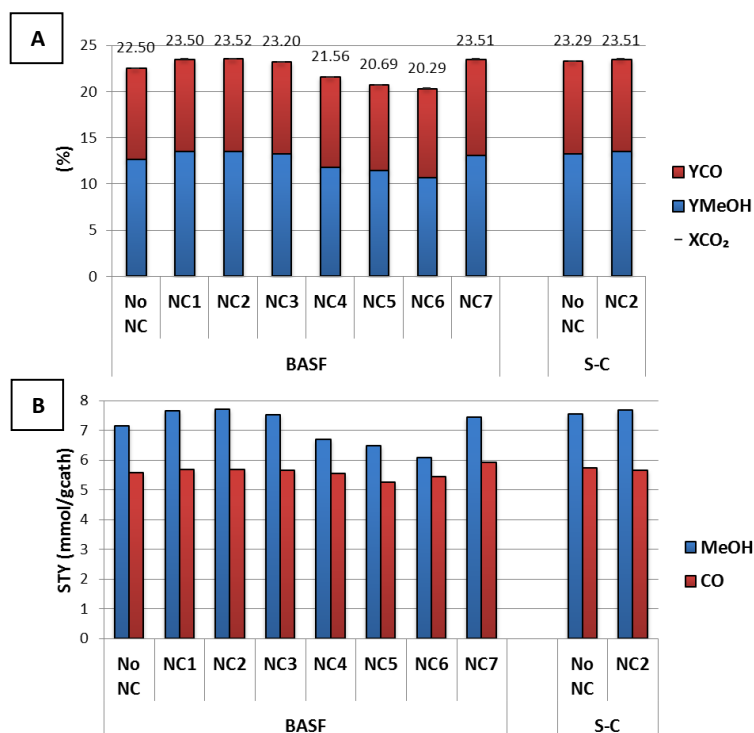 A
22.50 23.50 23.52 23.20 21.56 20.69 20.29 23.51 23.29 23.51
25
20
15
10
5
0
(%)
No NC NC1 NC2 NC3 NC4 NC5 NC6 NC7 No NC NC2
BASF S-C
YCO
YMeOH
XCO₂
B
8
7
6
5
4
3
2
1
0
STY (mmol/gcath)
No NC NC1 NC2 NC3 NC4 NC5 NC6 NC7 No NC NC2
BASF S-C
MeOH
CO